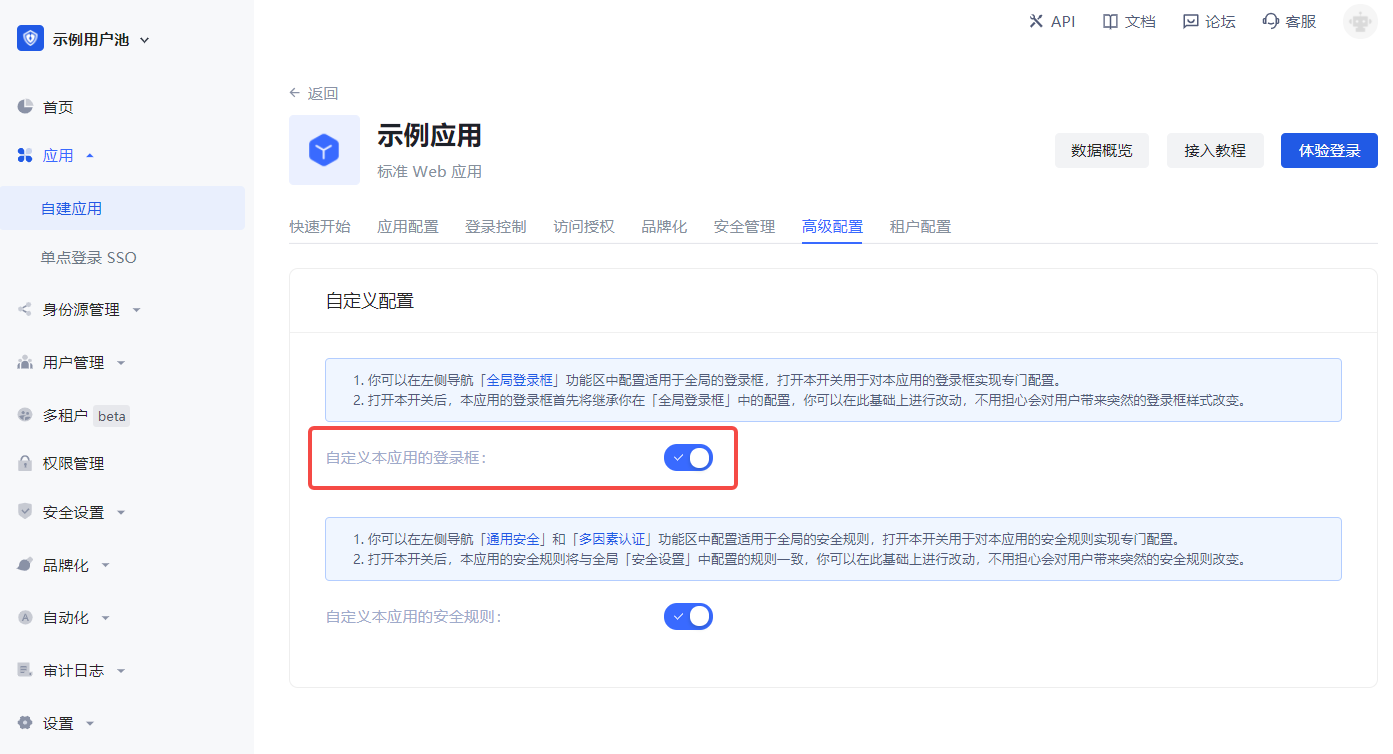 示例用户池
首页
应用
自建应用
单点登录 SSO
身份源管理
用户管理
多租户 beta
权限管理
安全设置
品牌化
自动化
审计日志
设置
API 文档 论坛 客服
返回
示例应用
标准 Web 应用
数据概览 接入教程 体验登录
快速开始 应用配置 登录控制 访问授权 品牌化 安全管理 高级配置 租户配置
自定义配置
1. 你可以在左侧导航「全局登录框」功能区中配置适用于全局的登录框，打开本开关用于对本应用的登录框实现专门配置。
2. 打开本开关后，本应用的登录框首先将继承你在「全局登录框」中的配置，你可以在此基础上进行改动，不用担心会对用户带来突然的登录框样式改变。
自定义本应用的登录框：
1. 你可以在左侧导航「通用安全」和「多因素认证」功能区中配置适用于全局的安全规则，打开本开关用于对本应用的安全规则实现专门配置。
2. 打开本开关后，本应用的安全规则将与全局「安全设置」中配置的规则一致，你可以在此基础上进行改动，不用担心会对用户带来突然的安全规则改变。
自定义本应用的安全规则：